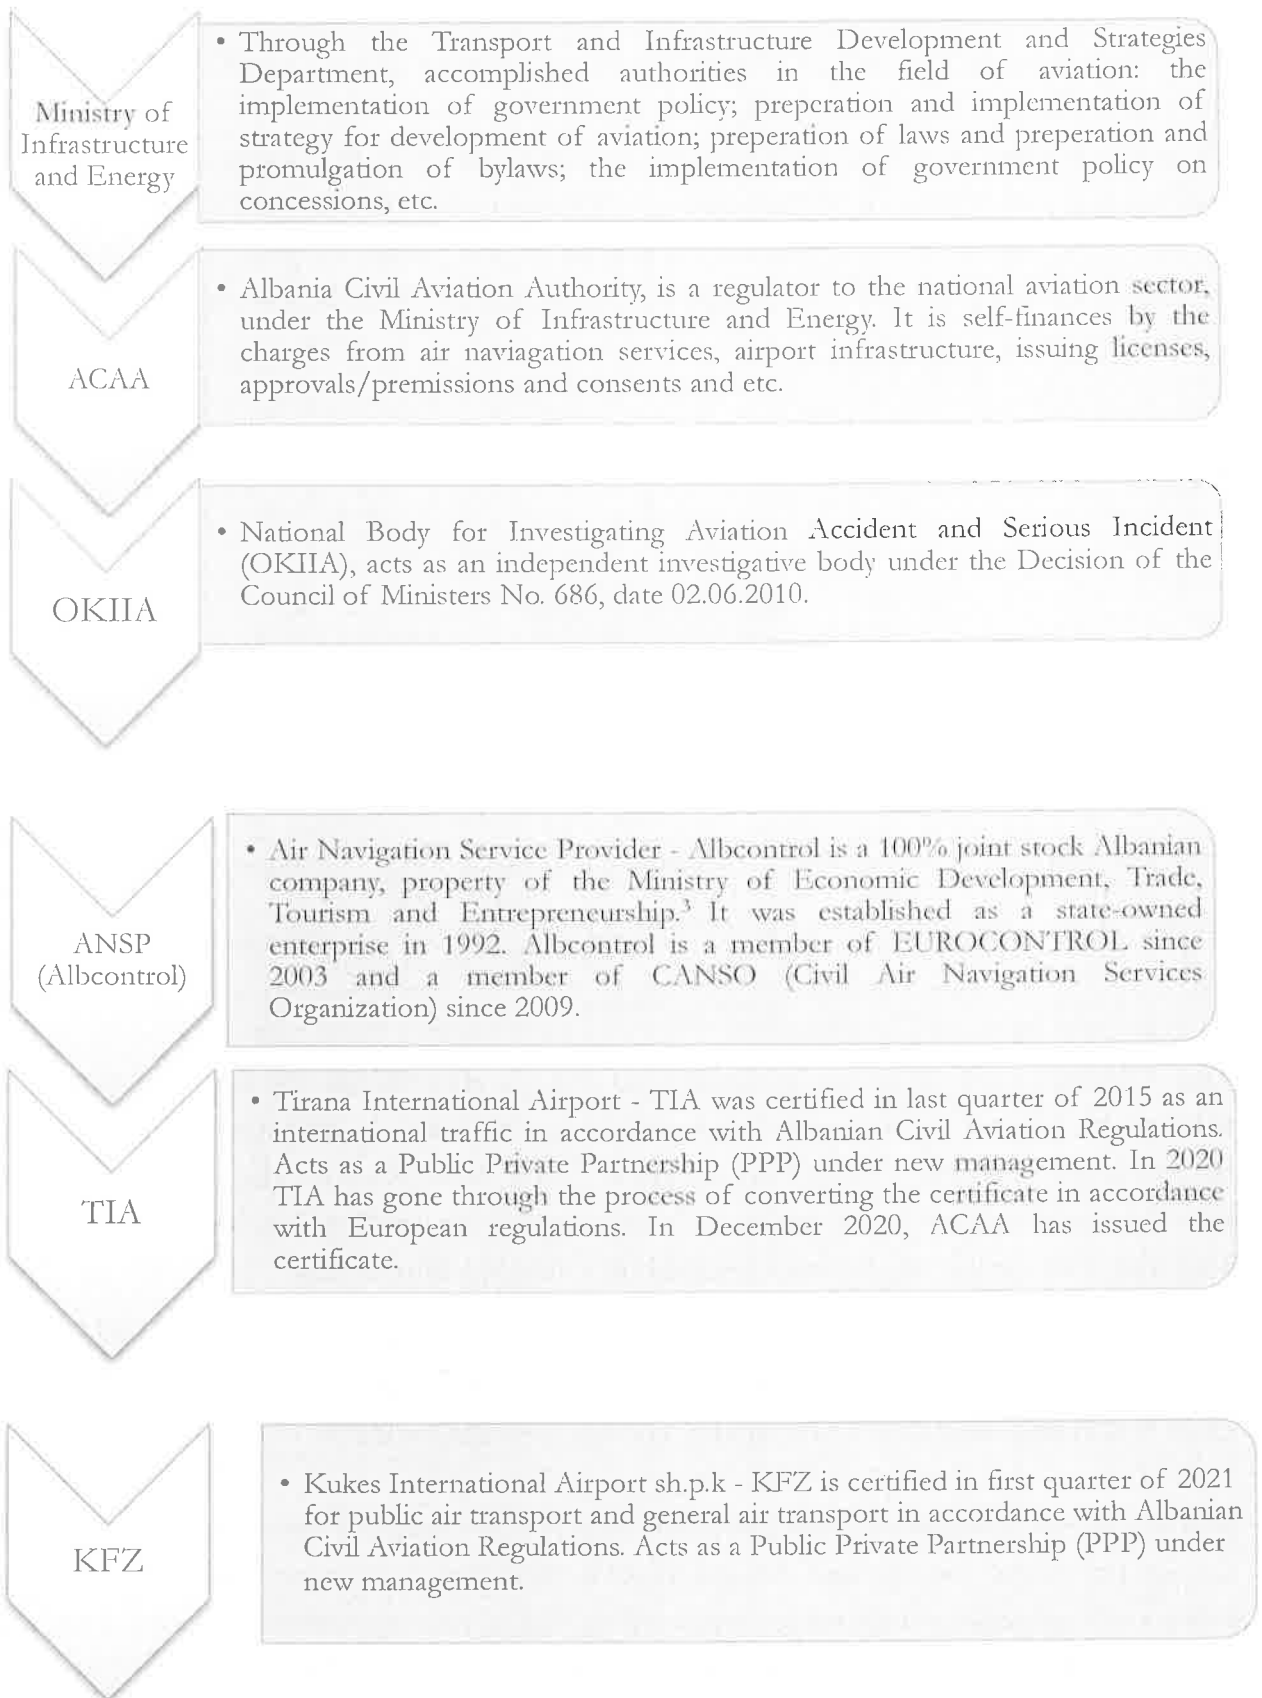 Ministry of
Infrastructure
and Energy
• Through the Transport and Infrastructure Development and Strategies
Department, accomplished authorities in the field of aviation: the
implementation of government policy; preperation and implementation of
strategy for development of aviation; preperation of laws and preperation and
promulgation of bylaws; the implementation of government policy on
concessions, etc.
ACAA
• Albania Civil Aviation Authority, is a regulator to the national aviation sector,
under the Ministry of Infrastructure and Energy. It is self-finances by the
charges from air naviagation services, airport infrastructure, issuing licenses,
approvals/premissions and consents and etc.
OKIIA
• National Body for Investigating Aviation Accident and Serious Incident
(OKIIA), acts as an independent investigative body under the Decision of the
Council of Ministers No. 686, date 02.06.2010.
ANSP
(Albcontrol)
• Air Navigation Service Provider - Albcontrol is a 100% joint stock Albanian
company, property of the Ministry of Economic Development, Trade,
Tourism and Entrepreneurship.³ It was established as a state-owned
enterprise in 1992. Albcontrol is a member of EUROCONTROL since
2003 and a member of CANSO (Civil Air Navigation Services
Organization) since 2009.
TIA
• Tirana International Airport - TIA was certified in last quarter of 2015 as an
international traffic in accordance with Albanian Civil Aviation Regulations.
Acts as a Public Private Partnership (PPP) under new management. In 2020
TIA has gone through the process of converting the certificate in accordance
with European regulations. In December 2020, ACAA has issued the
certificate.
KFZ
• Kukes International Airport sh.p.k - KFZ is certified in first quarter of 2021
for public air transport and general air transport in accordance with Albanian
Civil Aviation Regulations. Acts as a Public Private Partnership (PPP) under
new management.